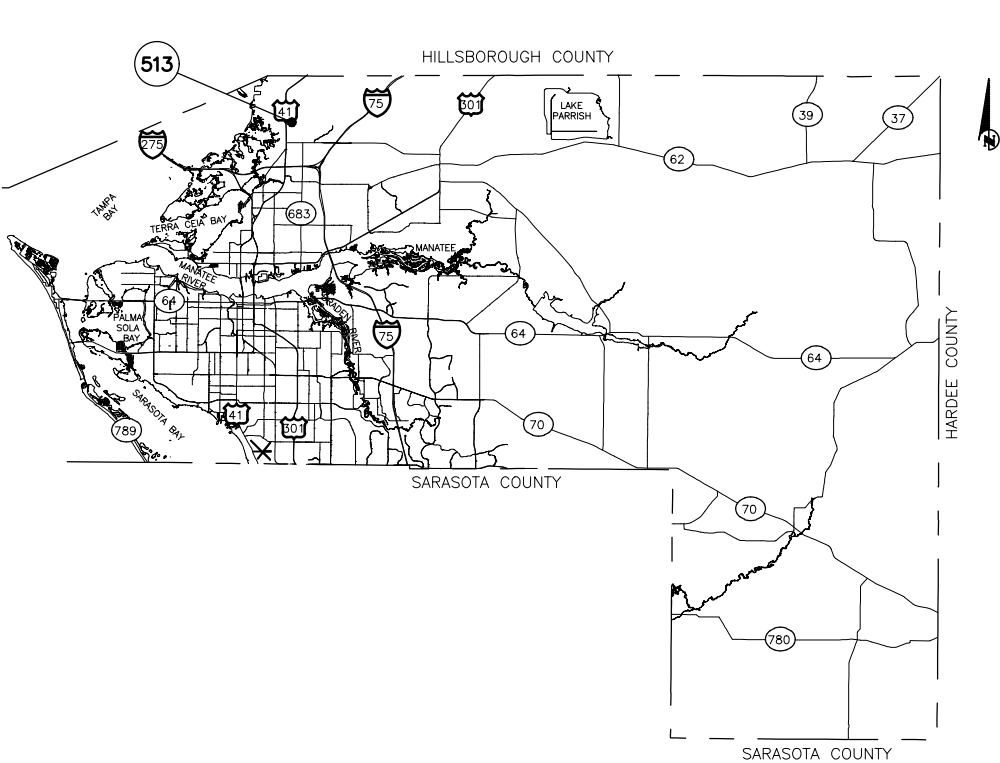 HILLSBOROUGH COUNTY
513
41
75
301
LAKE
PARRISH
39
37
N
275
62
TAMPA
BAY
TERRA CEIA BAY
683
MANATEE
MANATEE
RIVER
64
PALMA
SOLA
BAY
BRADEN RIVER
75
64
64
HARDEE COUNTY
SARASOTA BAY
789
41
301
70
SARASOTA COUNTY
70
780
SARASOTA COUNTY